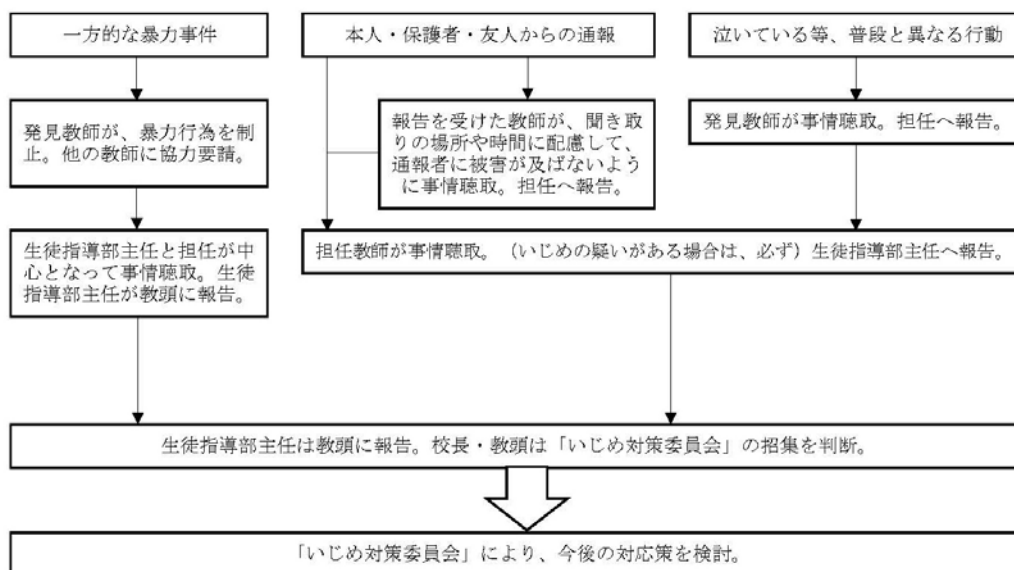 一方的な暴力事件
本人・保護者・友人からの通報
泣いている等、普段と異なる行動
発見教師が、暴力行為を制
止。他の教師に協力要請。
報告を受けた教師が、聞き取
りの場所や時間に配慮して、
通報者に被害が及ばないよう
に事情聴取。担任へ報告。
発見教師が事情聴取。担任へ報告。
生徒指導部主任と担任が中
心となって事情聴取。生徒
指導部主任が教頭に報告。
担任教師が事情聴取。（いじめの疑いがある場合は、必ず）生徒指導部主任へ報告。
生徒指導部主任は教頭に報告。校長・教頭は「いじめ対策委員会」の招集を判断。
「いじめ対策委員会」により、今後の対応策を検討。